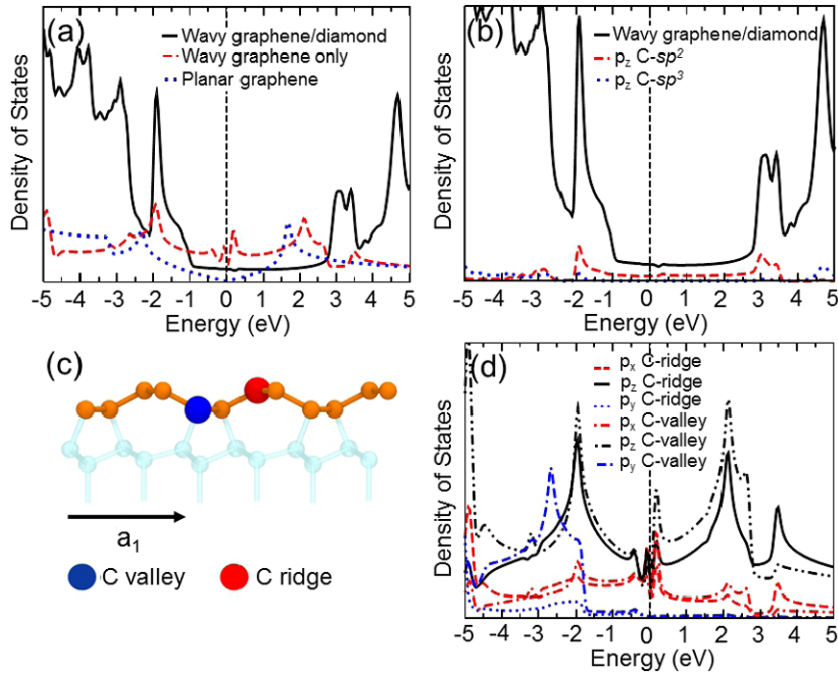 (a)
Wavy graphene/diamond
Wavy graphene only
Planar graphene
Density of States
-5 -4 -3 -2 -1 0 1 2 3 4 5
Energy (eV)
(b)
Wavy graphene/diamond
pz C-sp2
pz C-sp3
Density of States
-5 -4 -3 -2 -1 0 1 2 3 4 5
Energy (eV)
(c)
a1
C valley
C ridge
(d)
px C-ridge
pz C-ridge
py C-ridge
px C-valley
pz C-valley
py C-valley
Density of States
-5 -4 -3 -2 -1 0 1 2 3 4 5
Energy (eV)